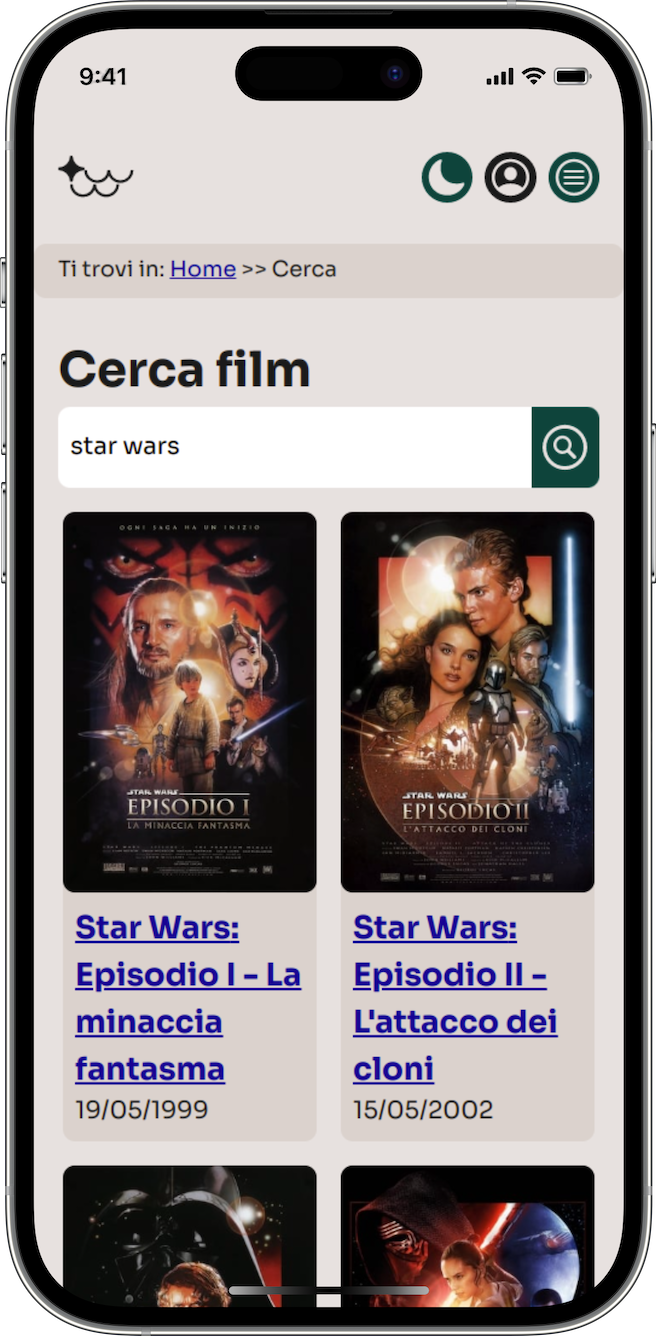 9:41
Ti trovi in: Home >> Cerca
Cerca film
star wars
OGNI SAGA HA UN INIZIO
STAR WARS
EPISODIO I
LA MINACCIA FANTASMA
STAR WARS
EPISODIO II
L'ATTACCO DEI CLONI
Star Wars:
Episodio I - La
minaccia
fantasma
19/05/1999
Star Wars:
Episodio II -
L'attacco dei
cloni
15/05/2002